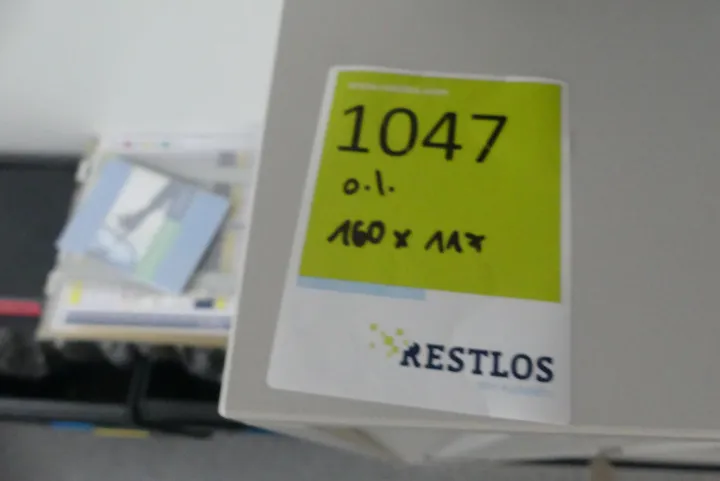 1047
o.l.
160 x 117
RESTLOS